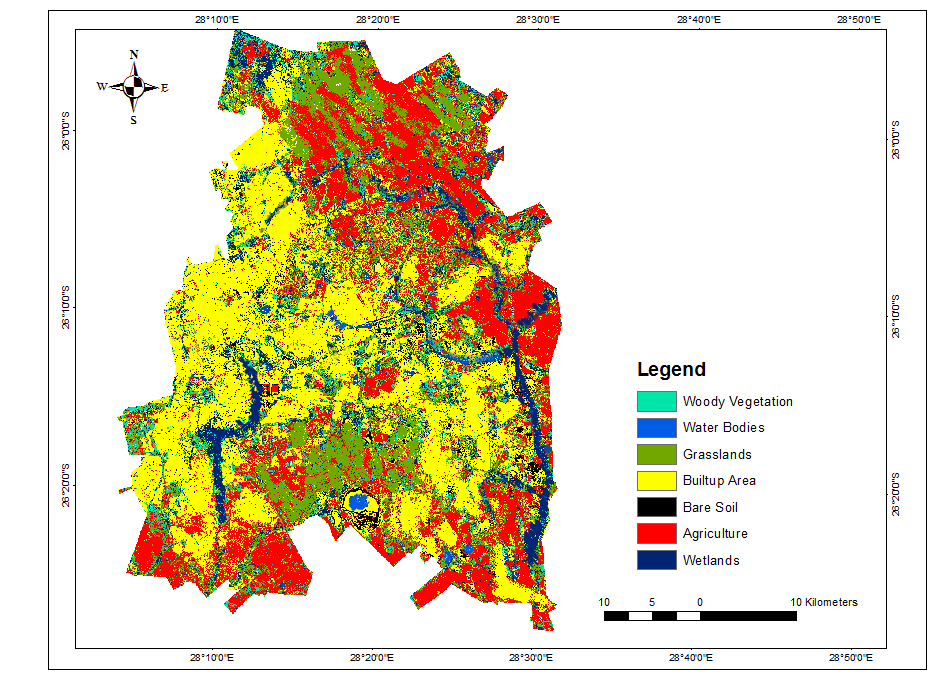 28°10'0"E 28°20'0"E 28°30'0"E 28°40'0"E 28°50'0"E
N
W E
S
26°0'0"S 26°0'0"S
26°10'0"S 26°10'0"S
26°20'0"S 26°20'0"S
Legend
Woody Vegetation
Water Bodies
Grasslands
Builtup Area
Bare Soil
Agriculture
Wetlands
10 5 0 10 Kilometers
28°10'0"E 28°20'0"E 28°30'0"E 28°40'0"E 28°50'0"E